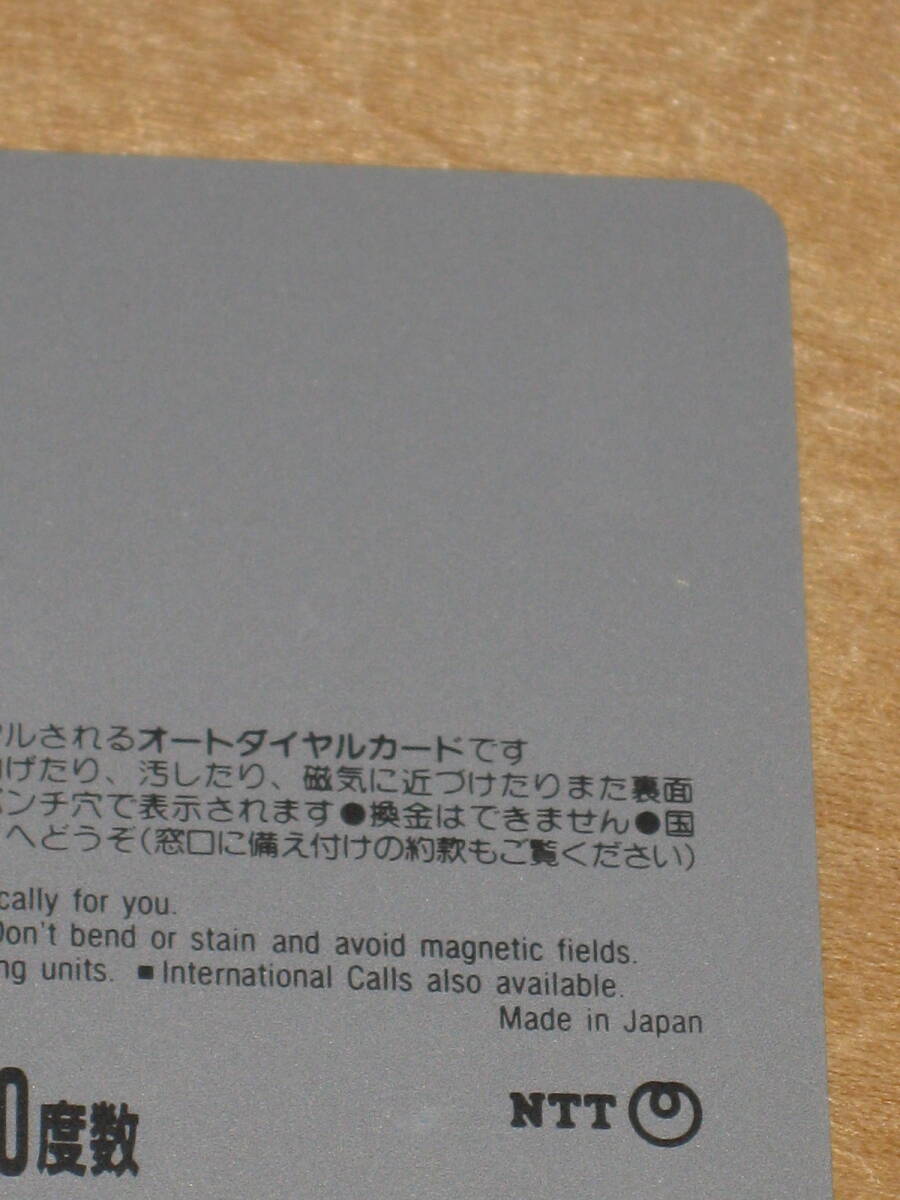 ルされるオートダイヤルカードです
げたり、汚したり、磁気に近づけたりまた裏面
ンチ穴で表示されます●換金はできません●国
へどうぞ(窓口に備え付けの約款もご覧ください)
cally for you.
Don't bend or stain and avoid magnetic fields.
ng units. ■ International Calls also available.
Made in Japan
0度数
NTT